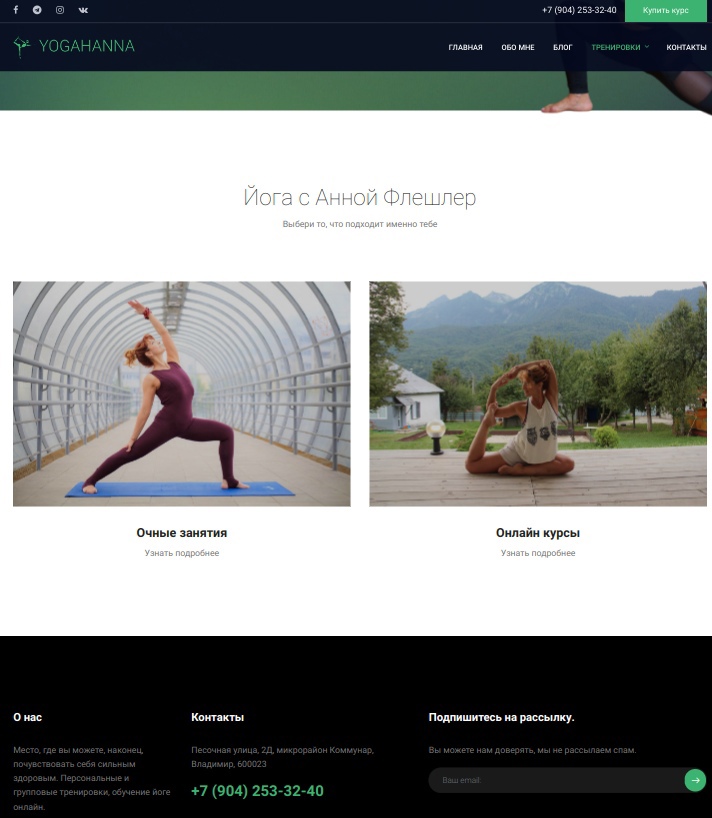 +7 (904) 253-32-40
Купить курс
YOGAHANNA
ГЛАВНАЯ ОБО МНЕ БЛОГ ТРЕНИРОВКИ КОНТАКТЫ
Йога с Анной Флешлер
Выбери то, что подходит именно тебе
Очные занятия
Узнать подробнее
Онлайн курсы
Узнать подробнее
О нас
Место, где вы можете, наконец,
почувствовать себя сильным
здоровым. Персональные и
групповые тренировки, обучение йоге
онлайн.
Контакты
Песочная улица, 2Д, микрорайон Коммунар,
Владимир, 600023
+7 (904) 253-32-40
Подпишитесь на рассылку.
Вы можете нам доверять, мы не рассылаем спам.
Ваш email: